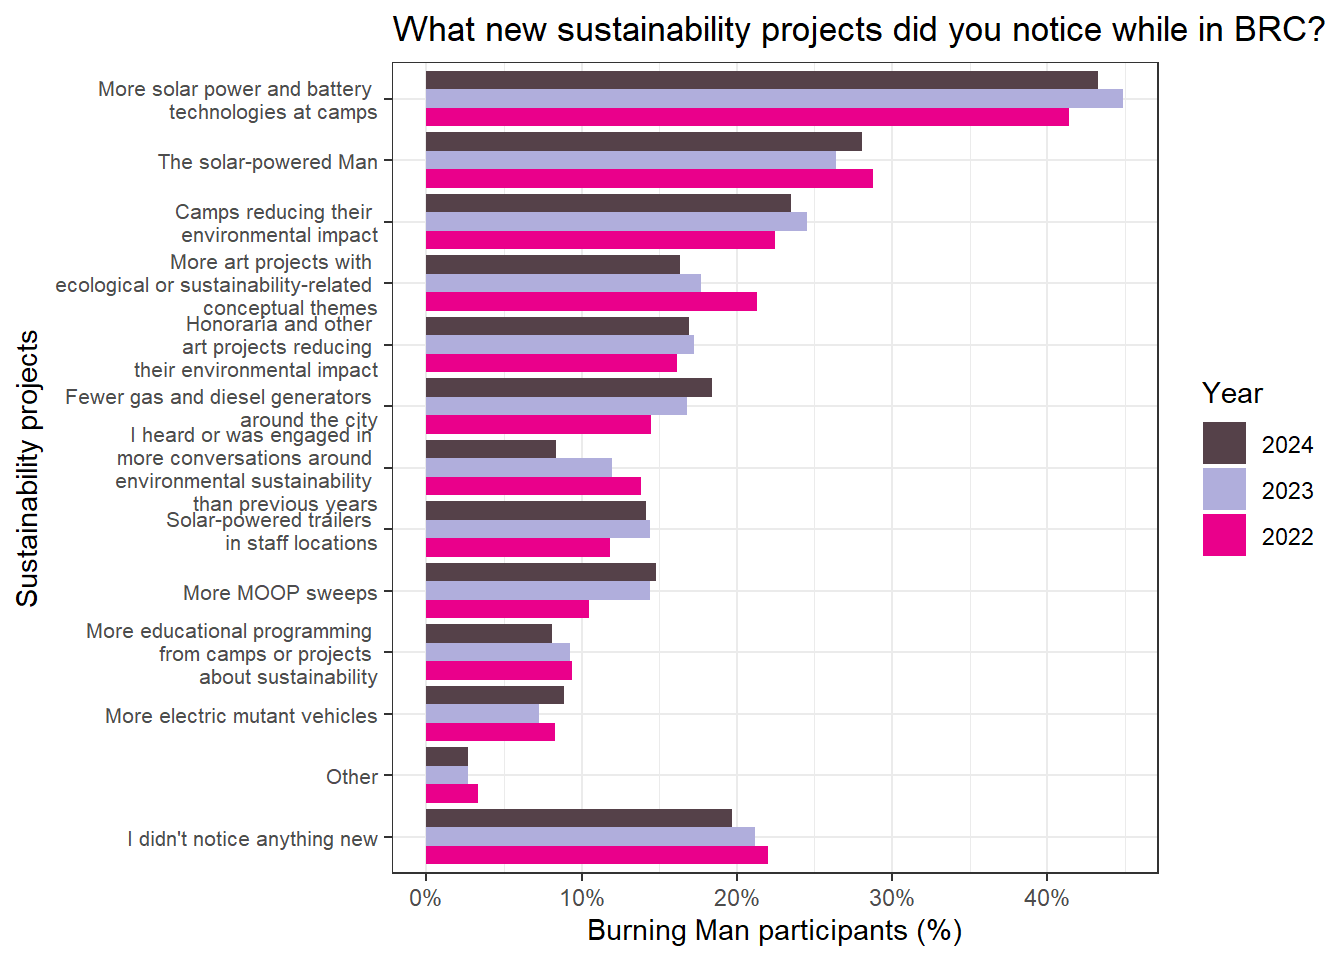 What new sustainability projects did you notice while in BRC?
Sustainability projects
More solar power and battery
technologies at camps
The solar-powered Man
Camps reducing their
environmental impact
More art projects with
ecological or sustainability-related
conceptual themes
Honoraria and other
art projects reducing
their environmental impact
Fewer gas and diesel generators
around the city
I heard or was engaged in
more conversations around
environmental sustainability
than previous years
Solar-powered trailers
in staff locations
More MOOP sweeps
More educational programming
from camps or projects
about sustainability
More electric mutant vehicles
Other
I didn't notice anything new
0% 10% 20% 30% 40%
Burning Man participants (%)
Year
2024
2023
2022